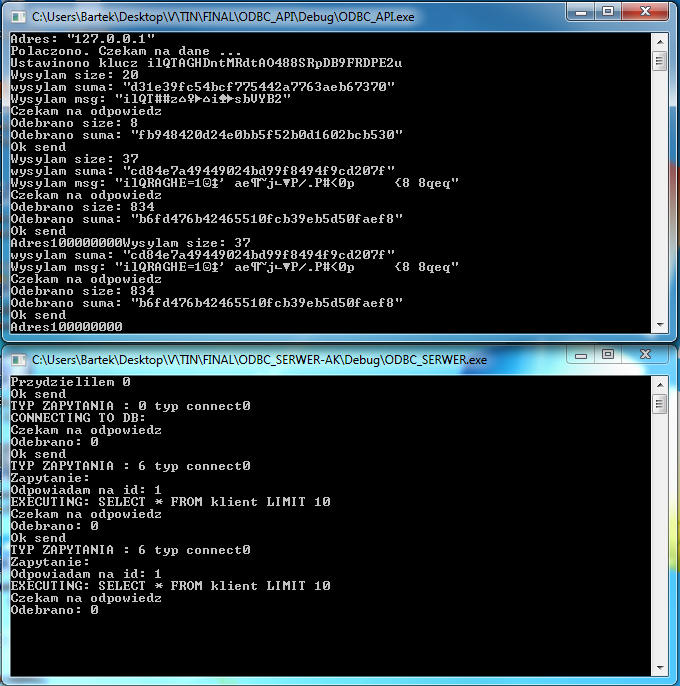 C:\Users\Bartek\Desktop\V\TIN\FINAL\ODBC_API\Debug\ODBC_API.exe
Adres: "127.0.0.1"
Polaczono. Czekam na dane ...
Ustawinono klucz ilQTAGHDntMRdtAO488SRpDB9FRDPE2u
Wysylam size: 20
wysylam suma: "d31e39fc54bcf775442a7763aeb67370"
Wysylam msg: "ilQT##z⌂♀►⌂i♣►sbVYB2"
Czekam na odpowiedz
Odebrano size: 8
Odebrano suma: "fb948420d24e0bb5f52b0d1602bcb530"
Ok send
Wysylam size: 37
wysylam suma: "cd84e7a49449024bd99f8494f9cd207f"
Wysylam msg: "ilQRAGHE=1☺↨' ae¶~j∟▼P/.P#<0p     {8 8qeq"
Czekam na odpowiedz
Odebrano size: 834
Odebrano suma: "b6fd476b42465510fcb39eb5d50faef8"
Ok send
Adres100000000Wysylam size: 37
wysylam suma: "cd84e7a49449024bd99f8494f9cd207f"
Wysylam msg: "ilQRAGHE=1☺↨' ae¶~j∟▼P/.P#<0p     {8 8qeq"
Czekam na odpowiedz
Odebrano size: 834
Odebrano suma: "b6fd476b42465510fcb39eb5d50faef8"
Ok send
Adres100000000
C:\Users\Bartek\Desktop\V\TIN\FINAL\ODBC_SERWER-AK\Debug\ODBC_SERWER.exe
Przydzielilem 0
Ok send
TYP ZAPYTANIA : 0 typ connect0
CONNECTING TO DB:
Czekam na odpowiedz
Odebrano: 0
Ok send
TYP ZAPYTANIA : 6 typ connect0
Zapytanie:
Odpowiadam na id: 1
EXECUTING: SELECT * FROM klient LIMIT 10
Czekam na odpowiedz
Odebrano: 0
Ok send
TYP ZAPYTANIA : 6 typ connect0
Zapytanie:
Odpowiadam na id: 1
EXECUTING: SELECT * FROM klient LIMIT 10
Czekam na odpowiedz
Odebrano: 0